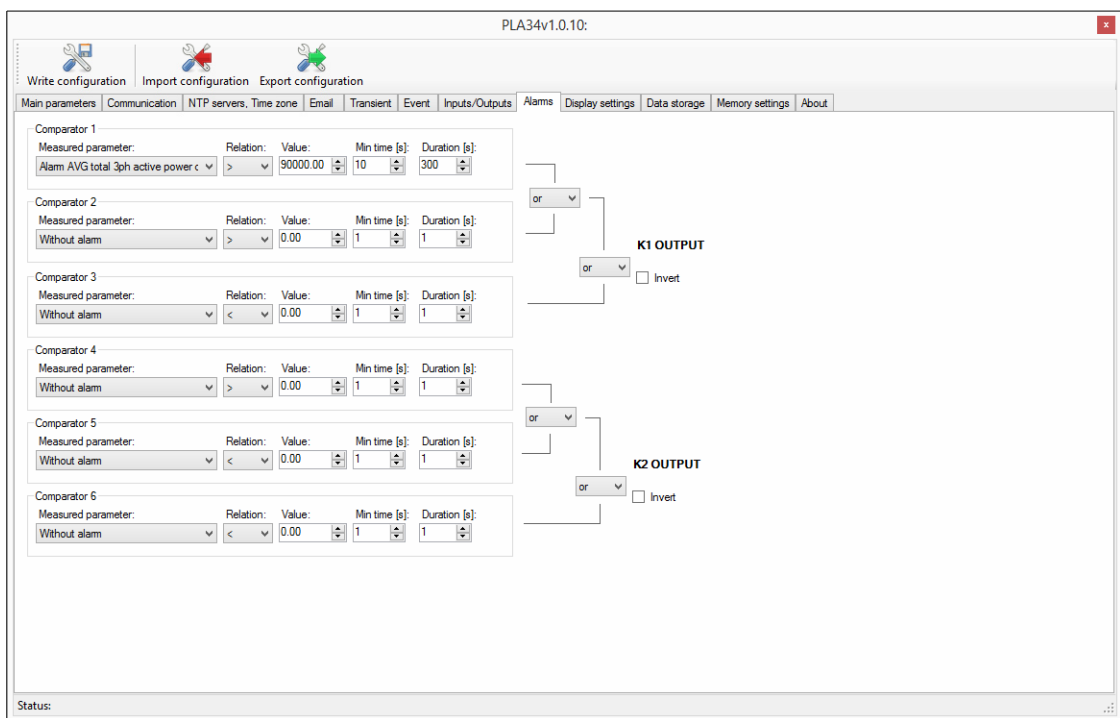 PLA34v1.0.10:
x
Write configuration Import configuration Export configuration
Main parameters Communication NTP servers, Time zone Email Transient Event Inputs/Outputs Alarms Display settings Data storage Memory settings About
Comparator 1
Measured parameter: Relation: Value: Min time [s]: Duration [s]:
Alarm AVG total 3ph active power c > 90000.00 10 300
or
Comparator 2
Measured parameter: Relation: Value: Min time [s]: Duration [s]:
Without alarm > 0.00 1 1
K1 OUTPUT
or
Invert
Comparator 3
Measured parameter: Relation: Value: Min time [s]: Duration [s]:
Without alarm < 0.00 1 1
Comparator 4
Measured parameter: Relation: Value: Min time [s]: Duration [s]:
Without alarm > 0.00 1 1
or
Comparator 5
Measured parameter: Relation: Value: Min time [s]: Duration [s]:
Without alarm < 0.00 1 1
K2 OUTPUT
or
Invert
Comparator 6
Measured parameter: Relation: Value: Min time [s]: Duration [s]:
Without alarm < 0.00 1 1
Status: